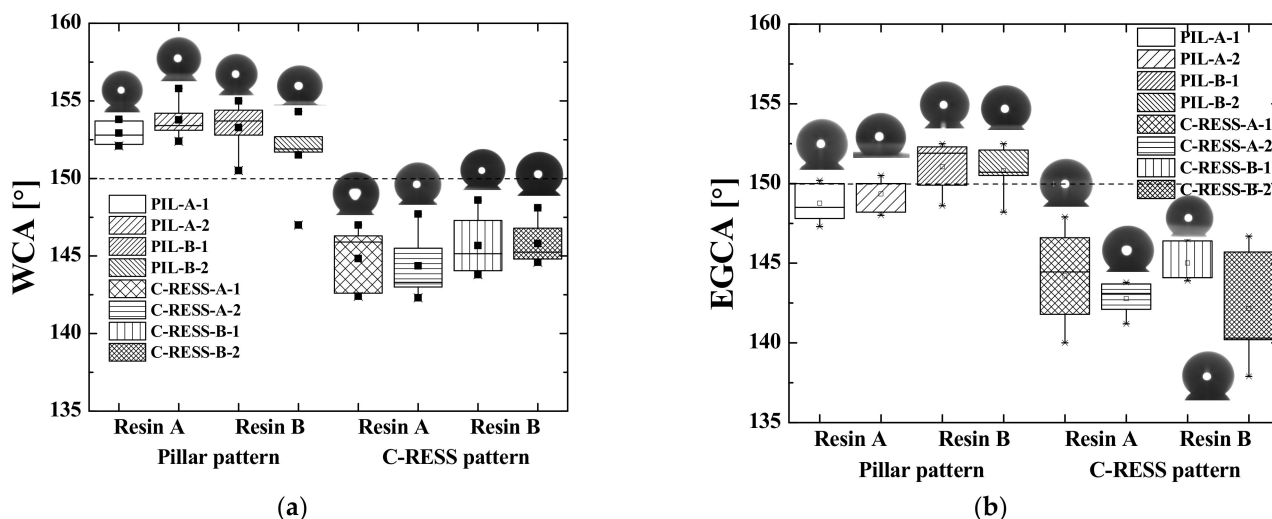 160
155
150
145
140
135
WCA [°]
PIL-A-1
PIL-A-2
PIL-B-1
PIL-B-2
C-RESS-A-1
C-RESS-A-2
C-RESS-B-1
C-RESS-B-2
Resin A
Resin B
Resin A
Resin B
Pillar pattern
C-RESS pattern
(a)
160
155
150
145
140
135
EGCA [°]
PIL-A-1
PIL-A-2
PIL-B-1
PIL-B-2
C-RESS-A-1
C-RESS-A-2
C-RESS-B-1
C-RESS-B-2
Resin A
Resin B
Resin A
Resin B
Pillar pattern
C-RESS pattern
(b)